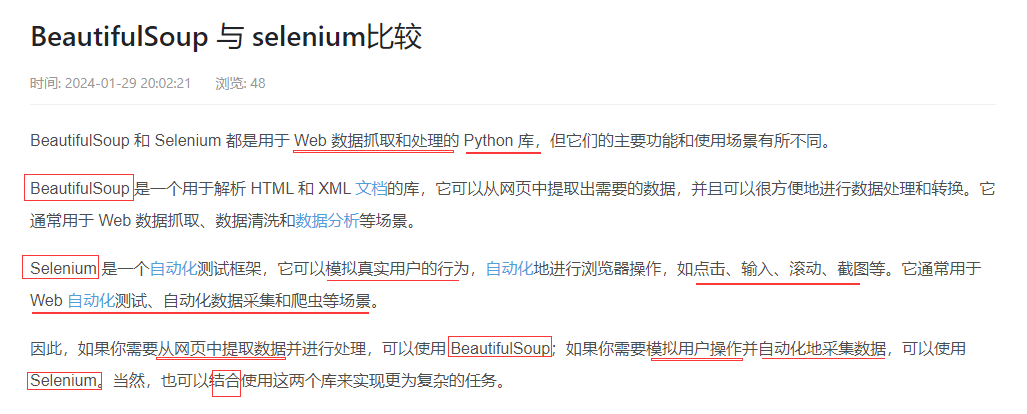 BeautifulSoup 与 selenium比较
时间: 2024-01-29 20:02:21 浏览: 48
BeautifulSoup 和 Selenium 都是用于 Web 数据抓取和处理的 Python 库，但它们的主要功能和使用场景有所不同。
BeautifulSoup 是一个用于解析 HTML 和 XML 文档的库，它可以从网页中提取出需要的数据，并且可以很方便地进行数据处理和转换。它
通常用于 Web 数据抓取、数据清洗和数据分析等场景。
Selenium 是一个自动化测试框架，它可以模拟真实用户的行为，自动化地进行浏览器操作，如点击、输入、滚动、截图等。它通常用于
Web 自动化测试、自动化数据采集和爬虫等场景。
因此，如果你需要从网页中提取数据并进行处理，可以使用 BeautifulSoup；如果你需要模拟用户操作并自动化地采集数据，可以使用
Selenium。当然，也可以结合使用这两个库来实现更为复杂的任务。